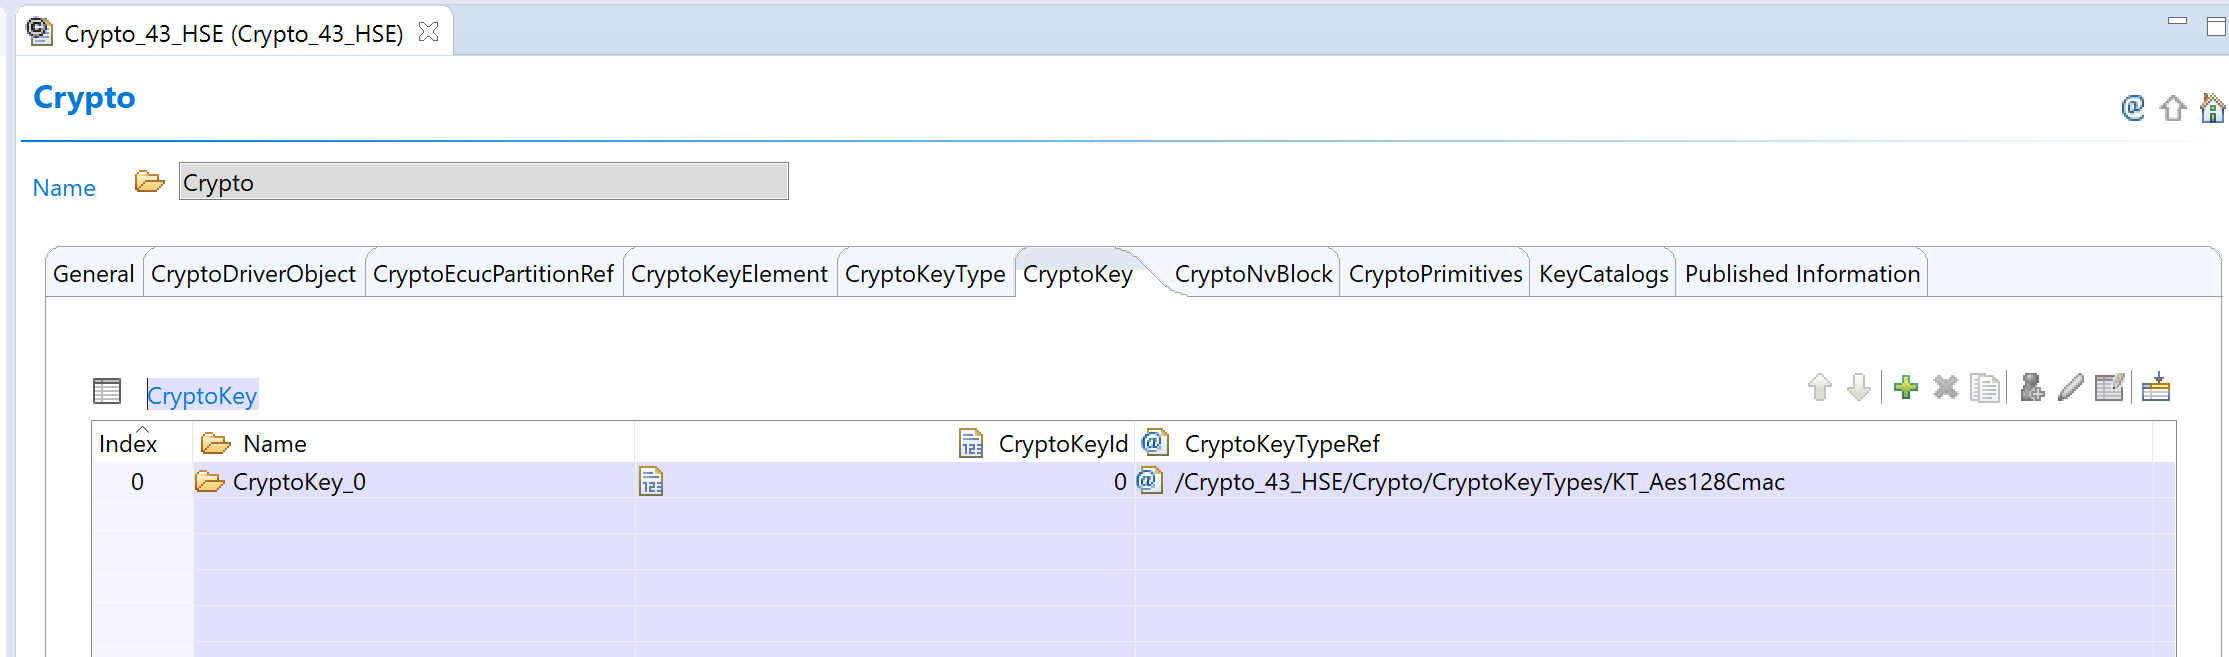 Crypto_43_HSE (Crypto_43_HSE)
Crypto
Name Crypto
General CryptoDriverObject CryptoEcucPartitionRef CryptoKeyElement CryptoKeyType CryptoKey CryptoNvBlock CryptoPrimitives KeyCatalogs Published Information
CryptoKey
Index Name CryptoKeyId CryptoKeyTypeRef
0 CryptoKey_0 0 /Crypto_43_HSE/Crypto/CryptoKeyTypes/KT_Aes128Cmac